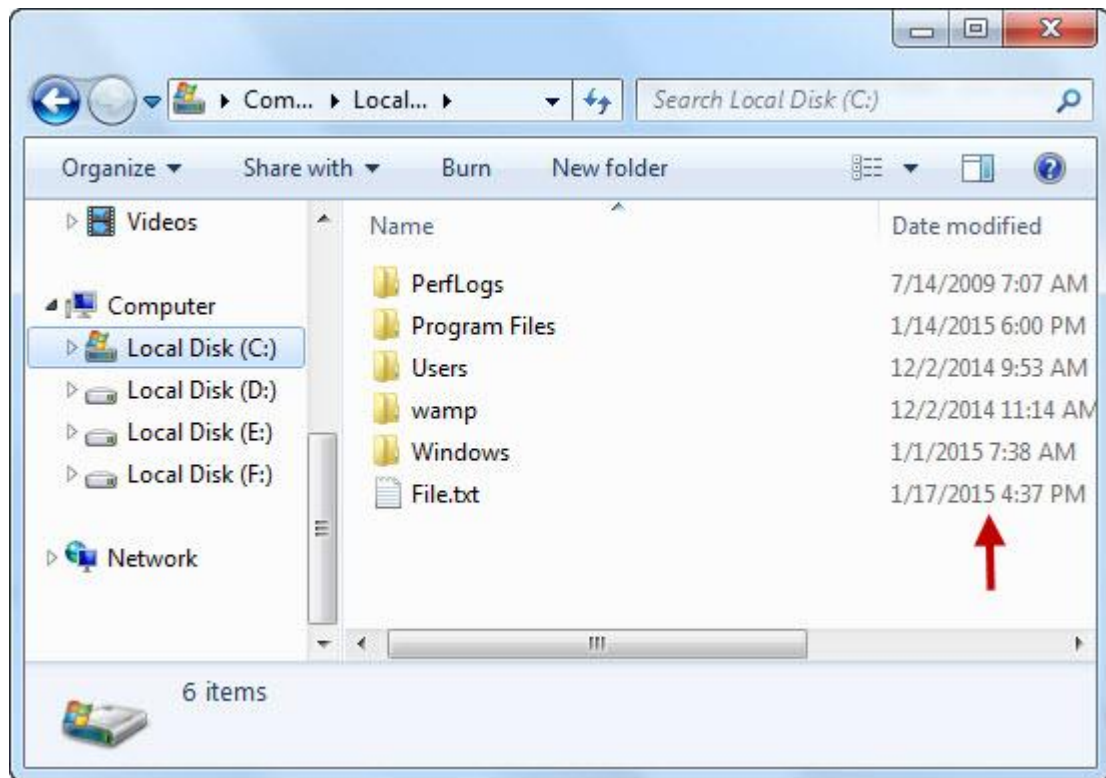 Com... Local... Search Local Disk (C:)
Organize Share with Burn New folder
Videos
Computer
Local Disk (C:)
Local Disk (D:)
Local Disk (E:)
Local Disk (F:)
Network
Name Date modified
PerfLogs 7/14/2009 7:07 AM
Program Files 1/14/2015 6:00 PM
Users 12/2/2014 9:53 AM
wamp 12/2/2014 11:14 AM
Windows 1/1/2015 7:38 AM
File.txt 1/17/2015 4:37 PM
6 items